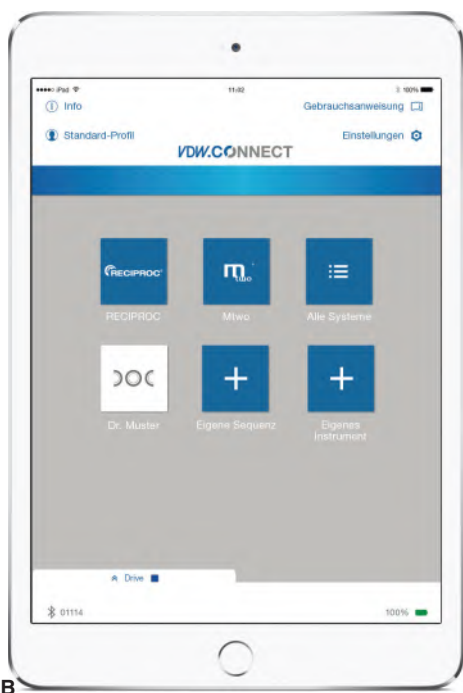 iPad 11:02 100%
Info Gebrauchsanweisung
Standard-Profil Einstellungen
VDW.CONNECT
RECIPROC® mtwo
RECIPROC Mtwo Alle Systeme
DOC
Dr. Muster Eigene Sequenz Eigenes
Instrument
Drive
01114 100%
B